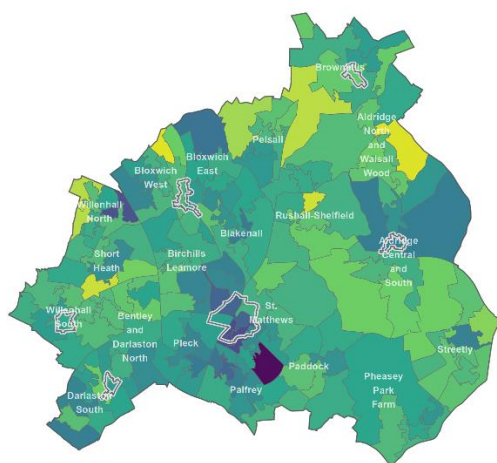 Brownhills
Aldridge
North
and
Walsall
Wood
Pelsall
Bloxwich
East
Bloxwich
West
Willenhall
North
Rushall-Shelfield
Blakenall
Aldridge
Central
and
South
Short
Heath
Birchills
Leamore
St.
Matthews
Willenhall
South
Bentley
and
Darlaston
North
Pleck
Streetly
Paddock
Pheasey
Park
Farm
Palfrey
Darlaston
South